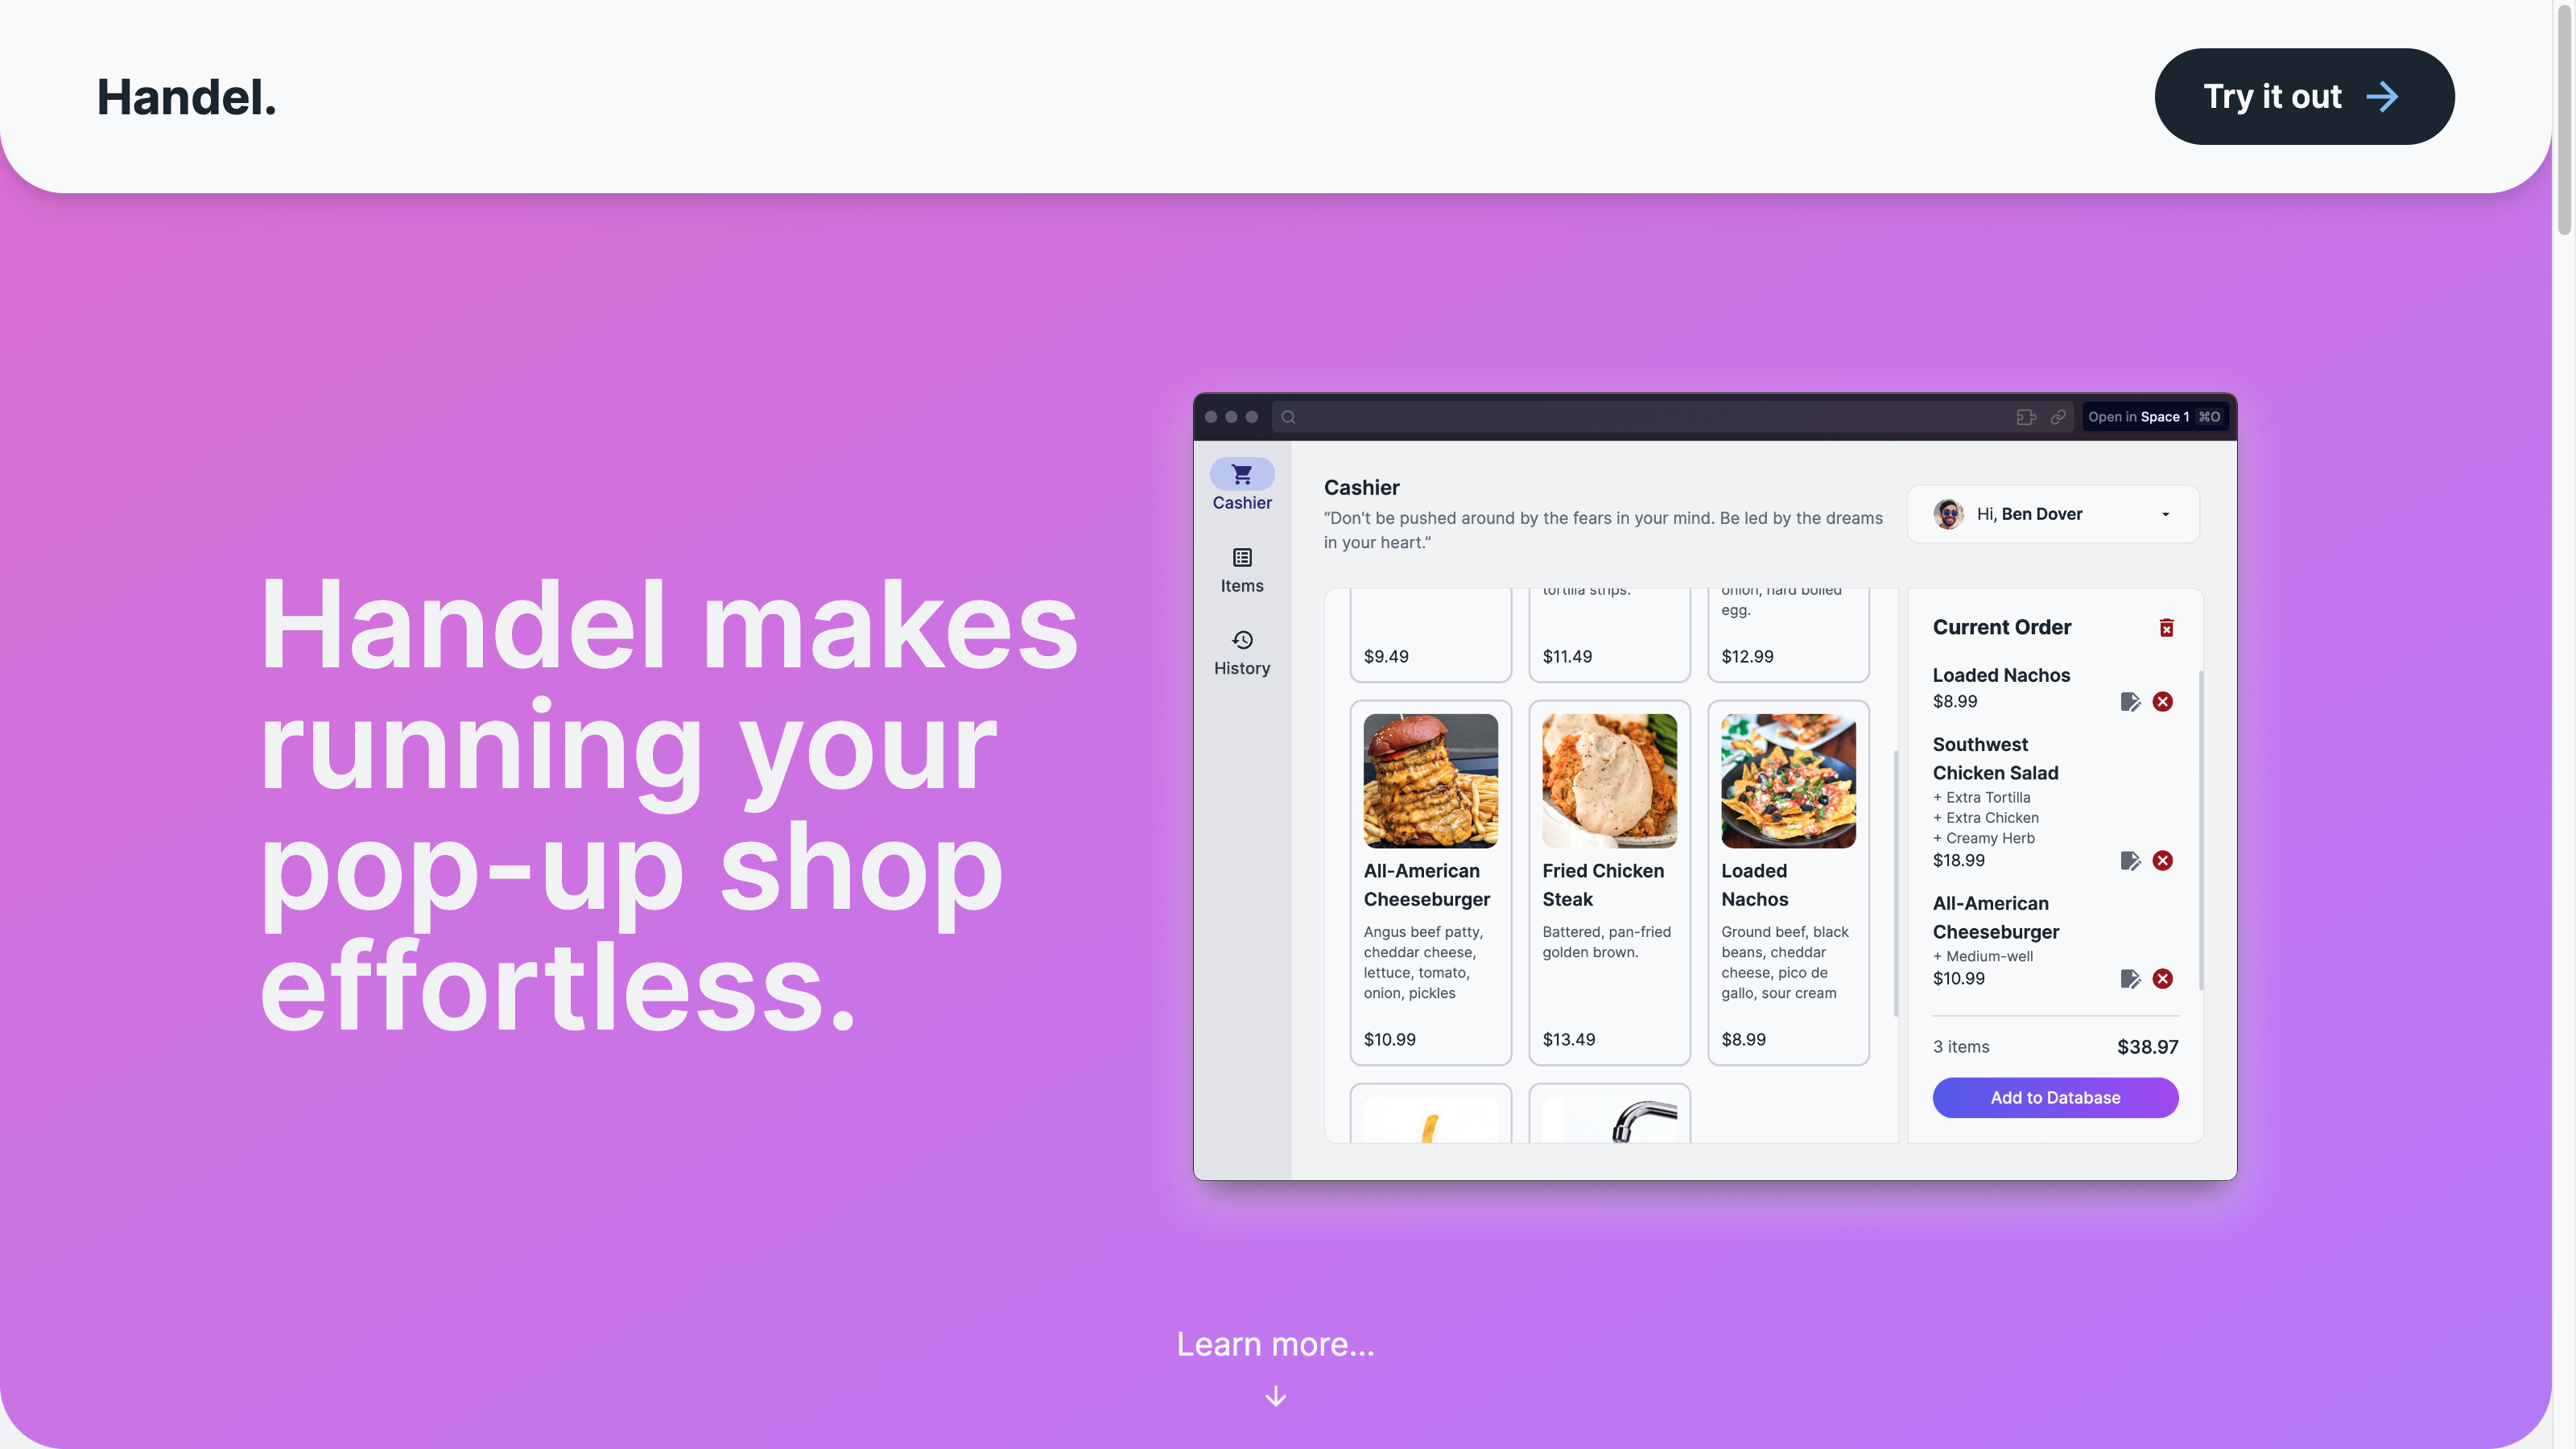 Handel.
Try it out
Handel makes
running your
pop-up shop
effortless.
Open in Space 1 ⌘O
Cashier
Items
History
Cashier
“Don't be pushed around by the fears in your mind. Be led by the dreams
in your heart.”
Hi, Ben Dover
tortilla strips.
onion, hard boiled
egg.
$9.49
$11.49
$12.99
All-American
Cheeseburger
Angus beef patty,
cheddar cheese,
lettuce, tomato,
onion, pickles
$10.99
Fried Chicken
Steak
Battered, pan-fried
golden brown.
$13.49
Loaded
Nachos
Ground beef, black
beans, cheddar
cheese, pico de
gallo, sour cream
$8.99
Current Order
Loaded Nachos
$8.99
Southwest
Chicken Salad
+ Extra Tortilla
+ Extra Chicken
+ Creamy Herb
$18.99
All-American
Cheeseburger
+ Medium-well
$10.99
3 items
$38.97
Add to Database
Learn more...